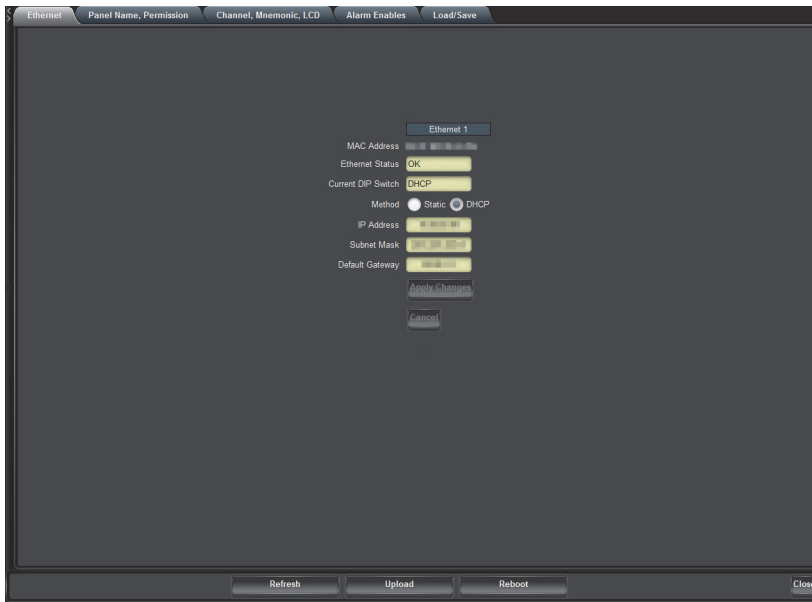 Ethernet Panel Name, Permission Channel, Mnemonic, LCD Alarm Enables Load/Save
Ethernet 1
MAC Address
Ethernet Status OK
Current DIP Switch DHCP
Method Static DHCP
IP Address
Subnet Mask
Default Gateway
Apply Changes
Cancel
Refresh Upload Reboot Close